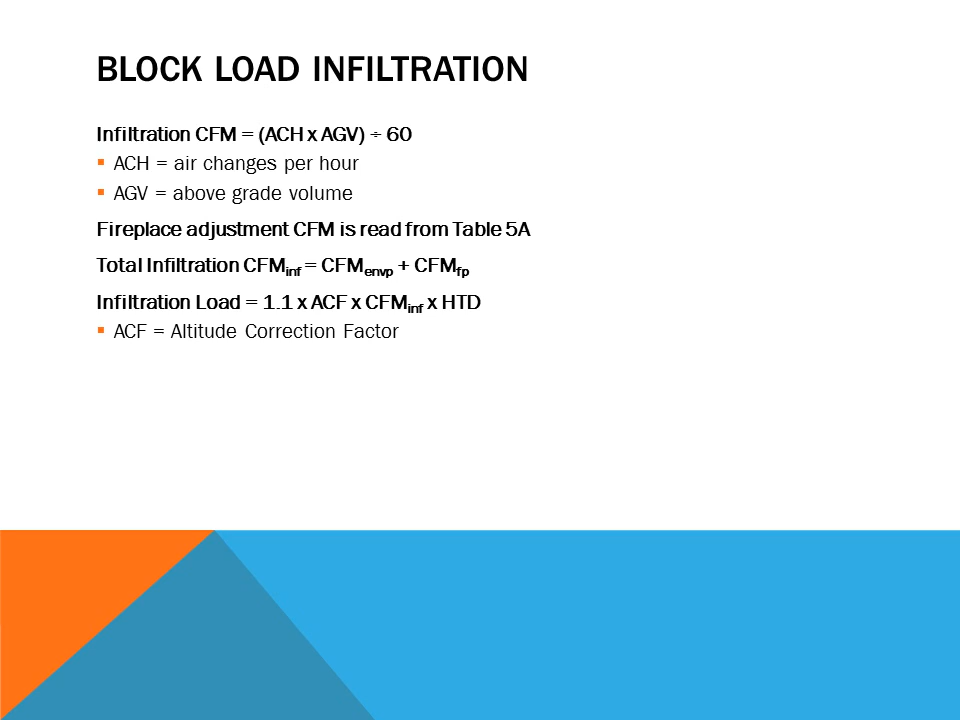 BLOCK LOAD INFILTRATION
Infiltration CFM = (ACH x AGV) ÷ 60
▪ ACH = air changes per hour
▪ AGV = above grade volume
Fireplace adjustment CFM is read from Table 5A
Total Infiltration CFMinf = CFMenvp + CFMfp
Infiltration Load = 1.1 x ACF x CFMinf x HTD
▪ ACF = Altitude Correction Factor